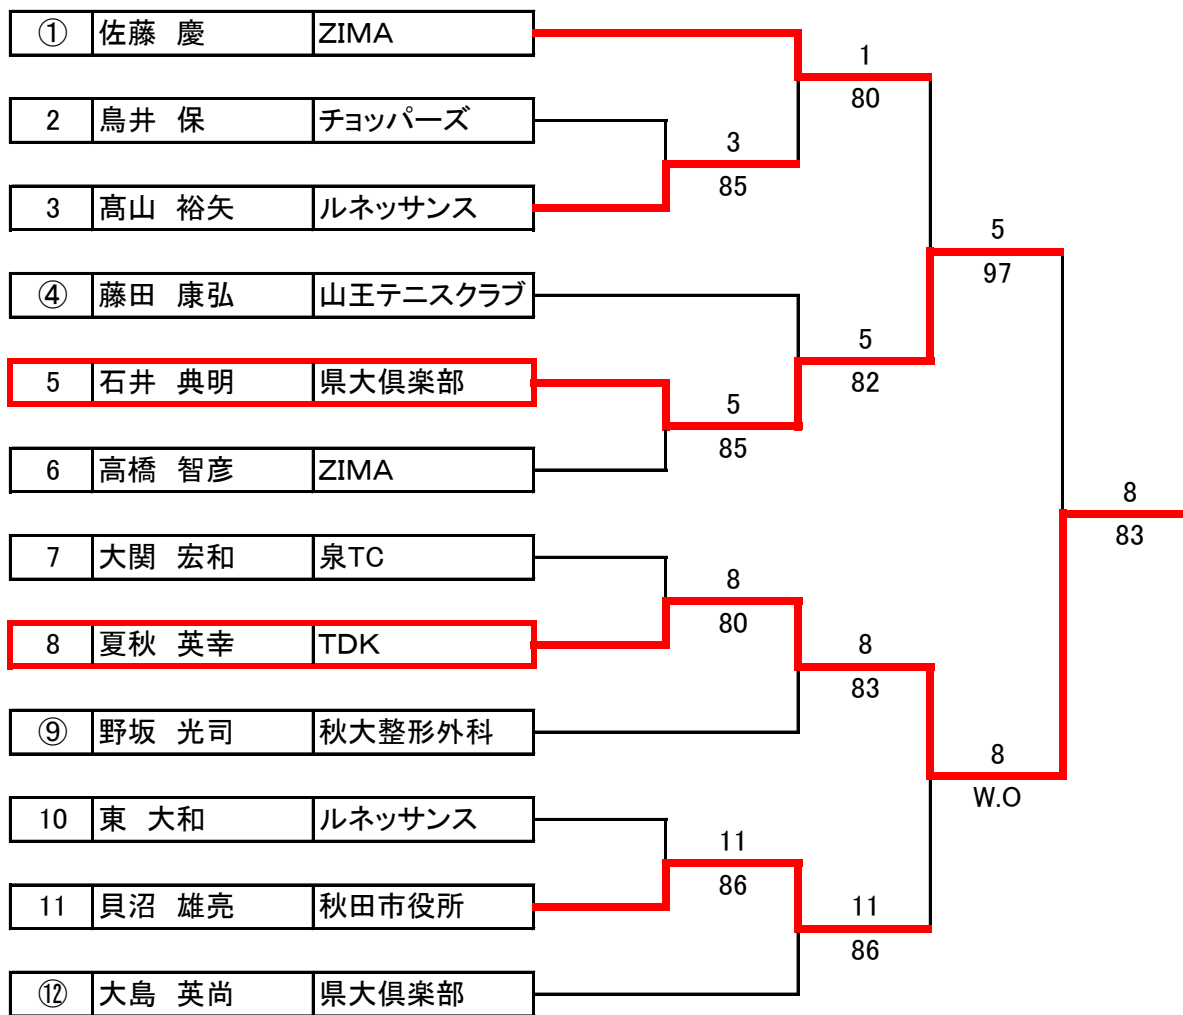 ① 佐藤 慶 ZIMA
1
80
2 鳥井 保 チョッパーズ
3
85
3 髙山 裕矢 ルネッサンス
5
97
④ 藤田 康弘 山王テニスクラブ
5
82
5 石井 典明 県大倶楽部
5
85
6 高橋 智彦 ZIMA
8
83
7 大関 宏和 泉TC
8
80
8 夏秋 英幸 TDK
8
83
⑨ 野坂 光司 秋大整形外科
8
W.O
10 東 大和 ルネッサンス
11
86
11 貝沼 雄亮 秋田市役所
11
86
⑫ 大島 英尚 県大倶楽部